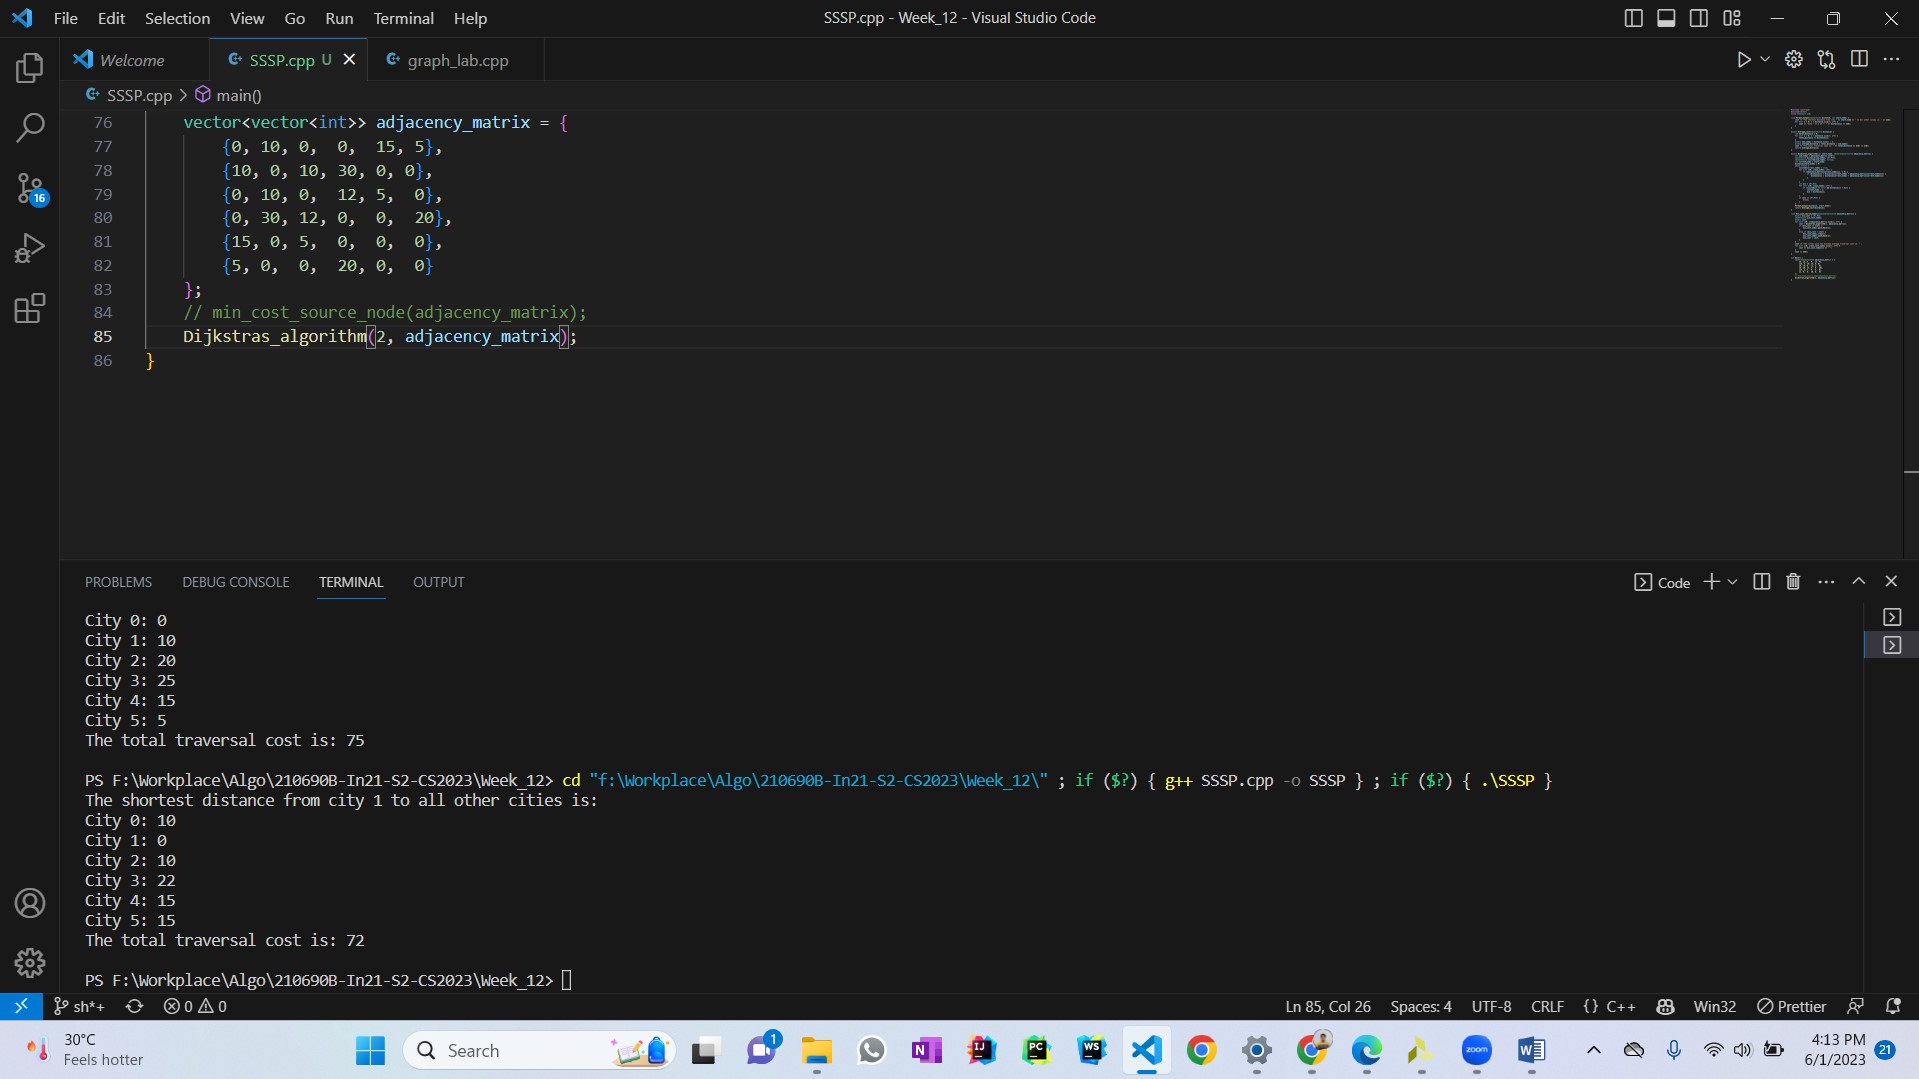 File Edit Selection View Go Run Terminal Help
SSSP.cpp - Week_12 - Visual Studio Code
Welcome
SSSP.cpp U
graph_lab.cpp
SSSP.cpp > main()
76 vector<vector<int>> adjacency_matrix = {
77 {0, 10, 0, 0, 15, 5},
78 {10, 0, 10, 30, 0, 0},
79 {0, 10, 0, 12, 5, 0},
80 {0, 30, 12, 0, 0, 20},
81 {15, 0, 5, 0, 0, 0},
82 {5, 0, 0, 20, 0, 0}
83 };
84 // min_cost_source_node(adjacency_matrix);
85 Dijkstras_algorithm(2, adjacency_matrix);
86 }
16
PROBLEMS DEBUG CONSOLE TERMINAL OUTPUT
Code
City 0: 0
City 1: 10
City 2: 20
City 3: 25
City 4: 15
City 5: 5
The total traversal cost is: 75
PS F:\Workplace\Algo\210690B-In21-S2-CS2023\Week_12> cd "f:\Workplace\Algo\210690B-In21-S2-CS2023\Week_12\" ; if ($?) { g++ SSSP.cpp -o SSSP } ; if ($?) { .\SSSP }
The shortest distance from city 1 to all other cities is:
City 0: 10
City 1: 0
City 2: 10
City 3: 22
City 4: 15
City 5: 15
The total traversal cost is: 72
PS F:\Workplace\Algo\210690B-In21-S2-CS2023\Week_12>
sh*+ 0 0
Ln 85, Col 26 Spaces: 4 UTF-8 CRLF {} C++ Win32 Prettier
30°C
Feels hotter
Search
1
IJ
PC
WS
zoom
4:13 PM
6/1/2023
21